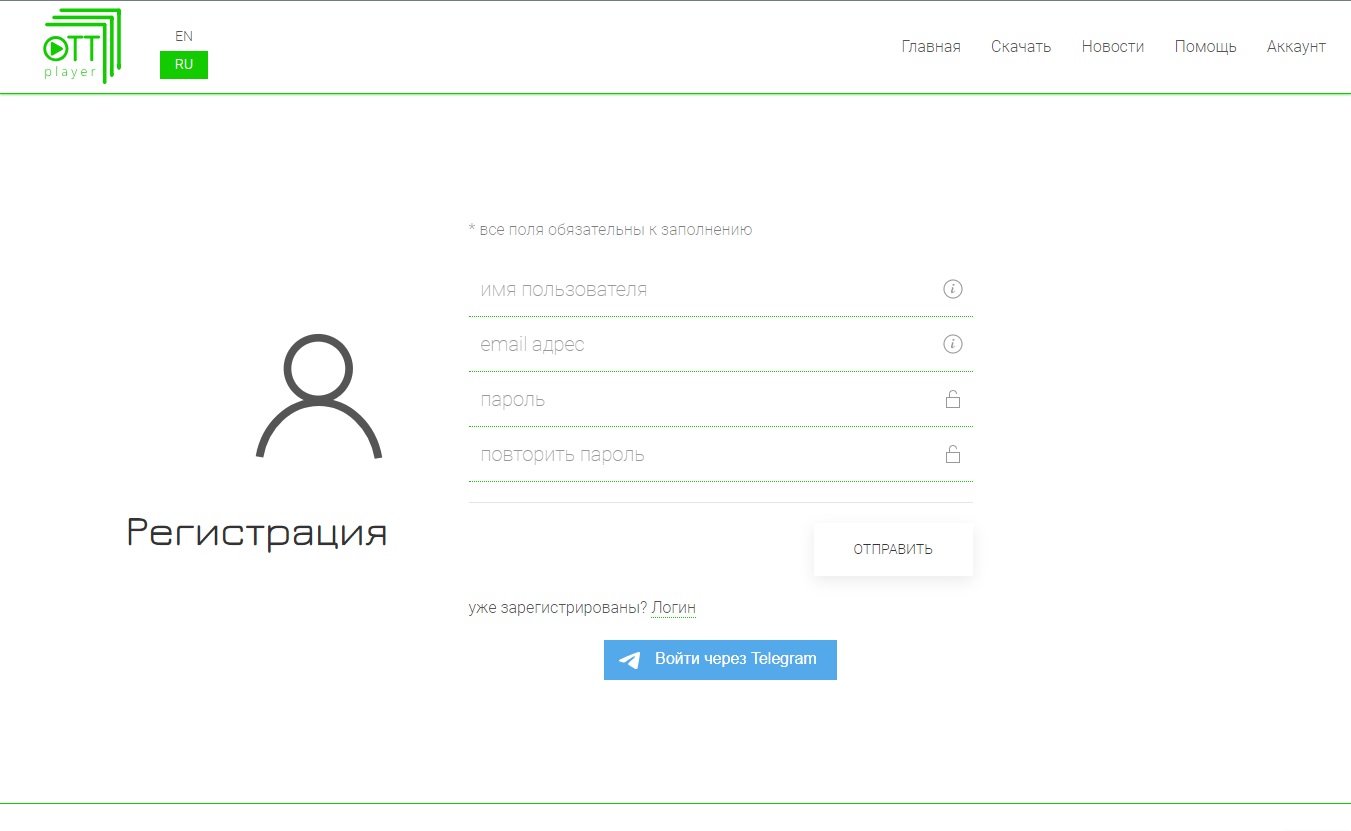 OTT
player
EN
RU
Главная Скачать Новости Помощь Аккаунт
* все поля обязательны к заполнению
имя пользователя
email адрес
пароль
повторить пароль
Регистрация
ОТПРАВИТЬ
уже зарегистрированы? Логин
Войти через Telegram